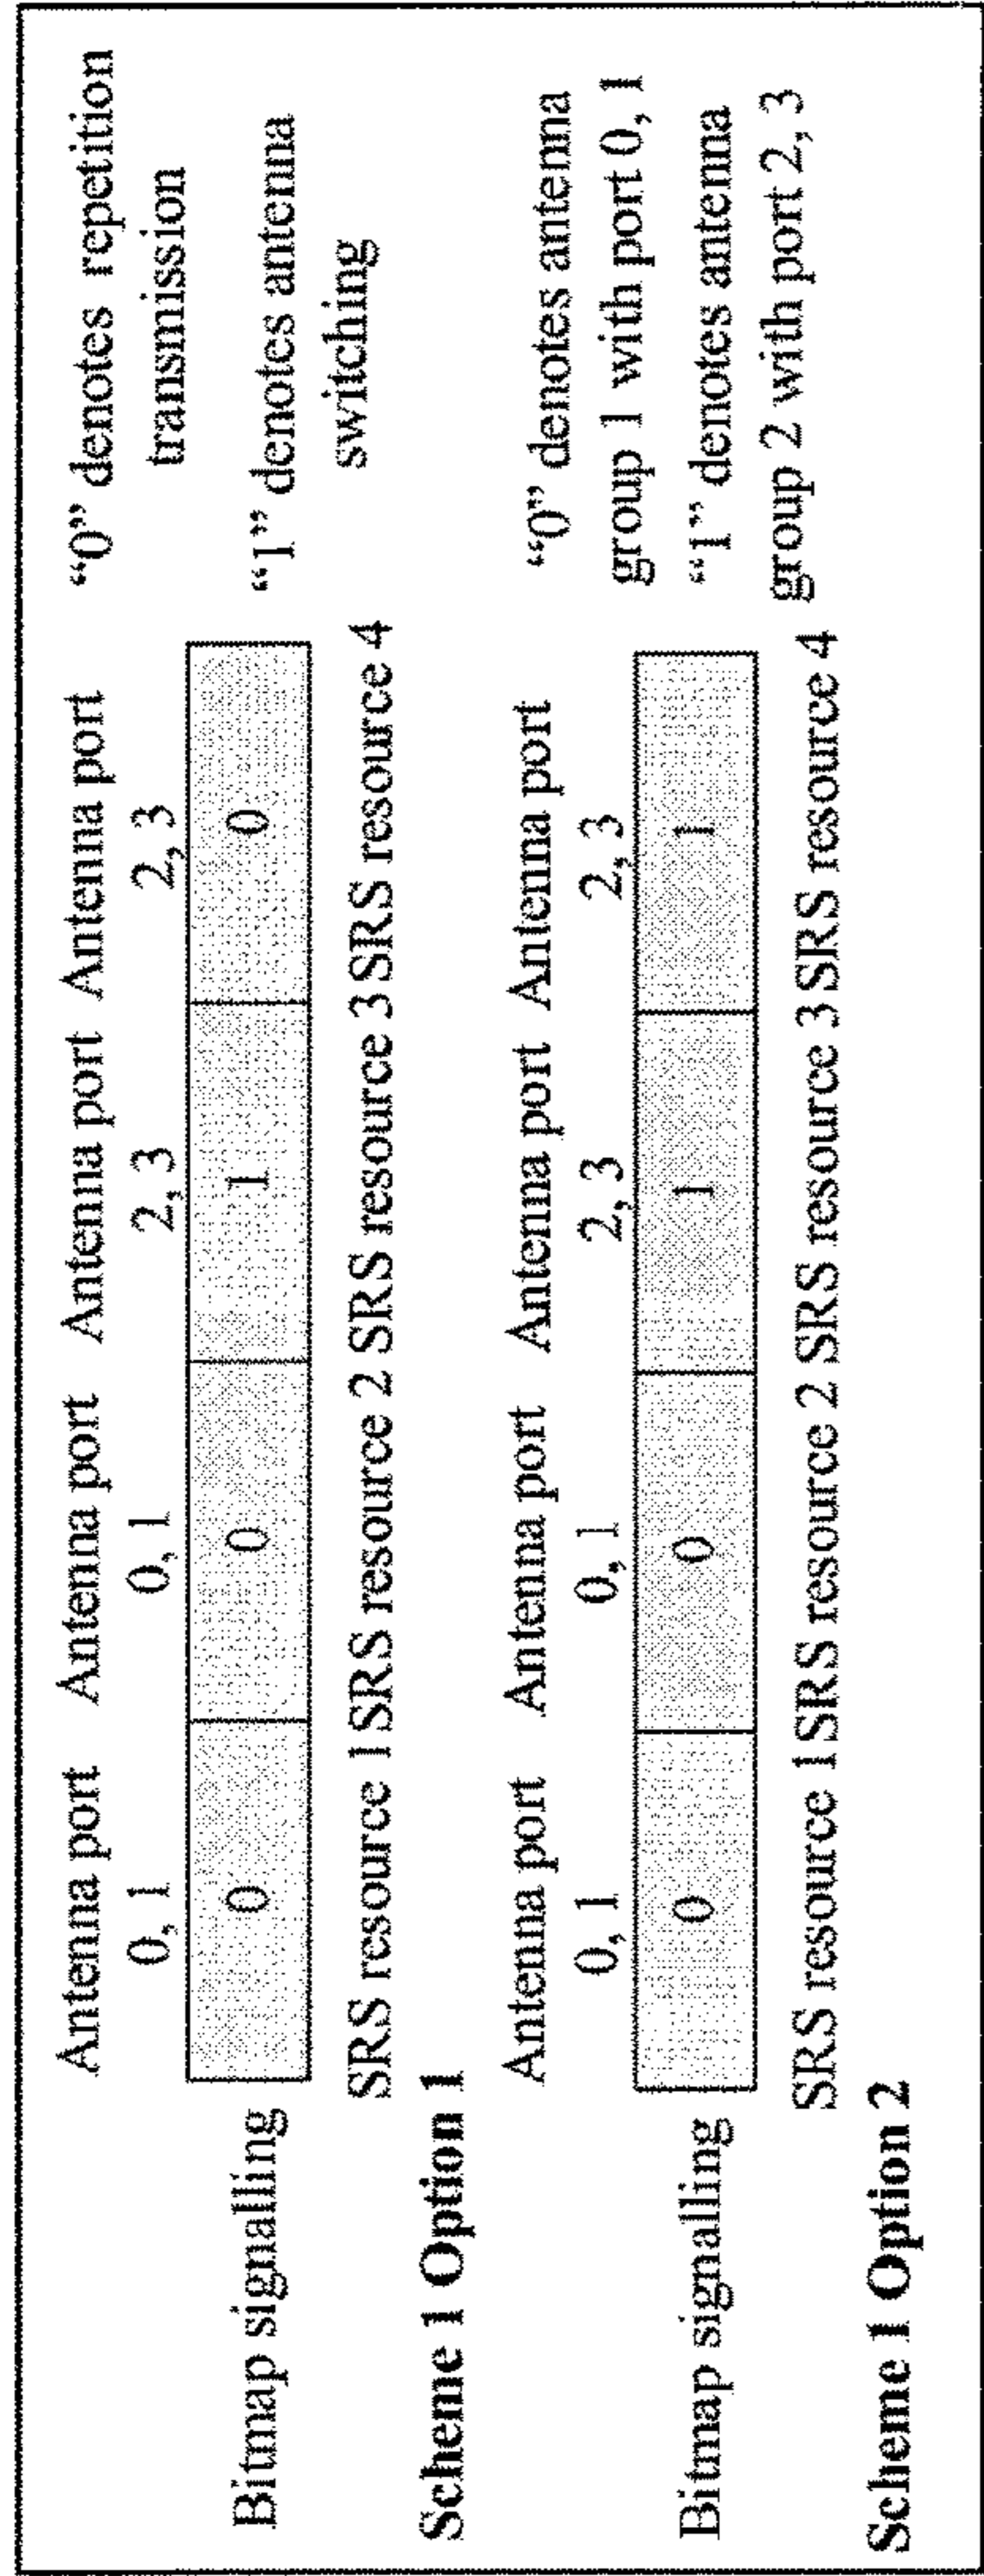 Antenna port Antenna port Antenna port Antenna port
0, 1 0, 1 2, 3 2, 3
“0” denotes repetition
transmission
Bitmap signalling 0 0 1 0
“1” denotes antenna
switching
SRS resource 1 SRS resource 2 SRS resource 3 SRS resource 4
Scheme 1 Option 1
Antenna port Antenna port Antenna port Antenna port
0, 1 0, 1 2, 3 2, 3
“0” denotes antenna
group 1 with port 0, 1
Bitmap signalling 0 0 1 1
“1” denotes antenna
group 2 with port 2, 3
SRS resource 1 SRS resource 2 SRS resource 3 SRS resource 4
Scheme 1 Option 2